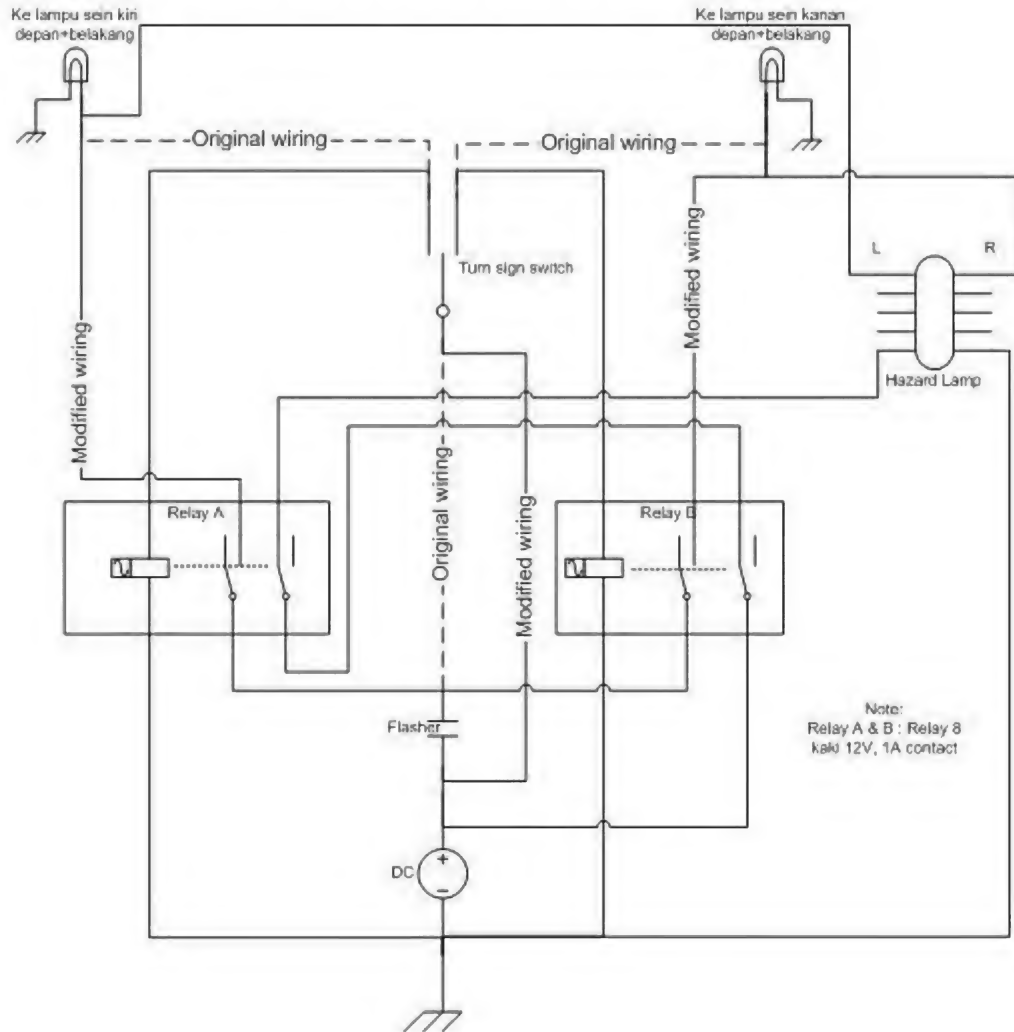 Ke lampu sein kiri
depan+belakang
Ke lampu sein kanan
depan+belakang
Original wiring
Original wiring
Modified wiring
L
R
Turn sign switch
Modified wiring
Hazard Lamp
Original wiring
Modified wiring
Relay A
Relay B
Flasher
Note:
Relay A & B : Relay 8
kaki 12V, 1A contact
DC
+
−